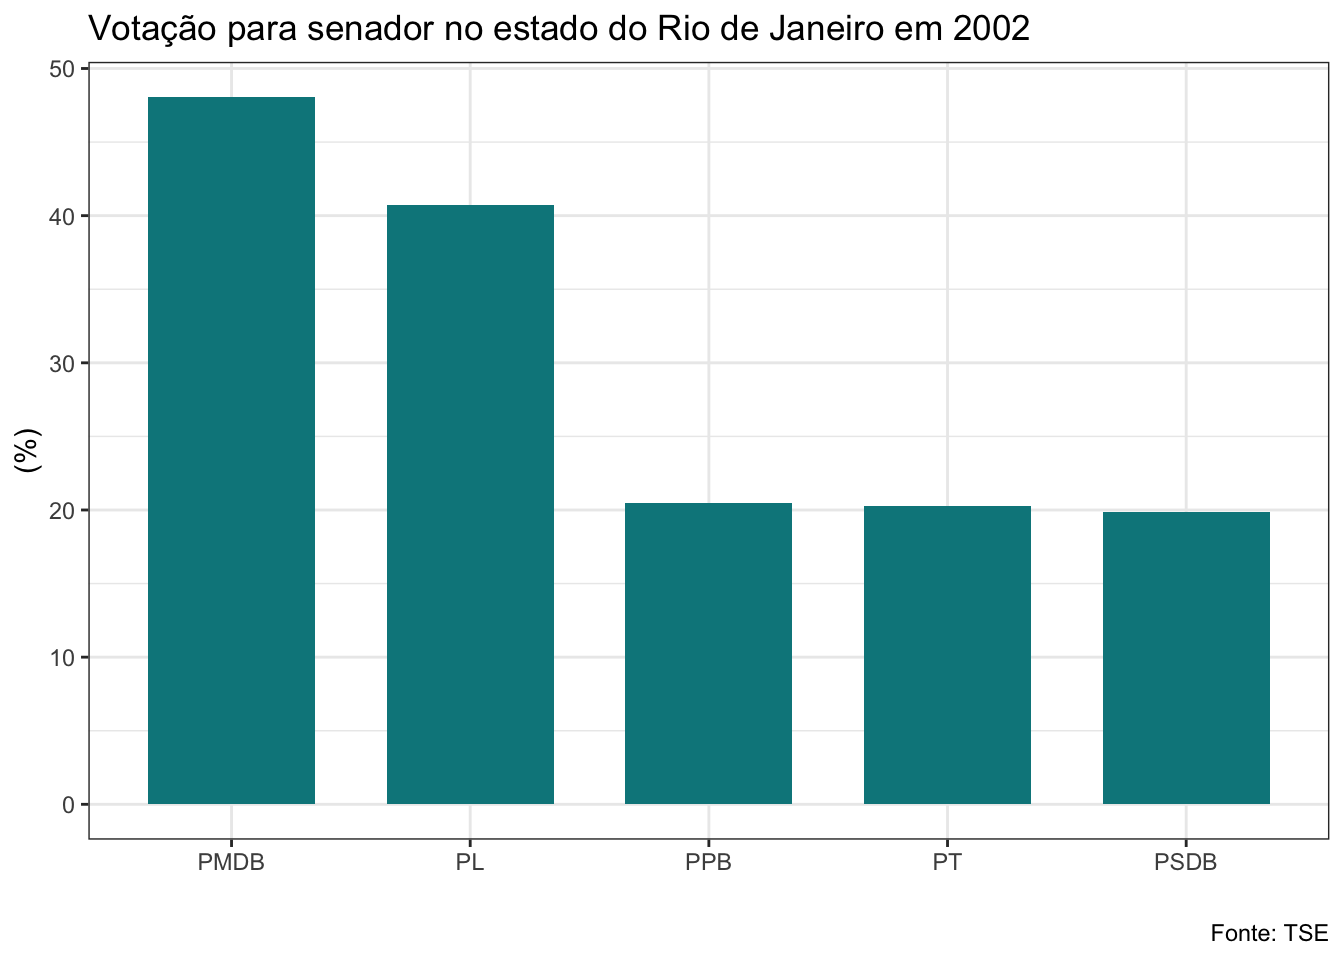 Votação para senador no estado do Rio de Janeiro em 2002
50
40
30
20
10
0
(%)
PMDB PL PPB PT PSDB
Fonte: TSE